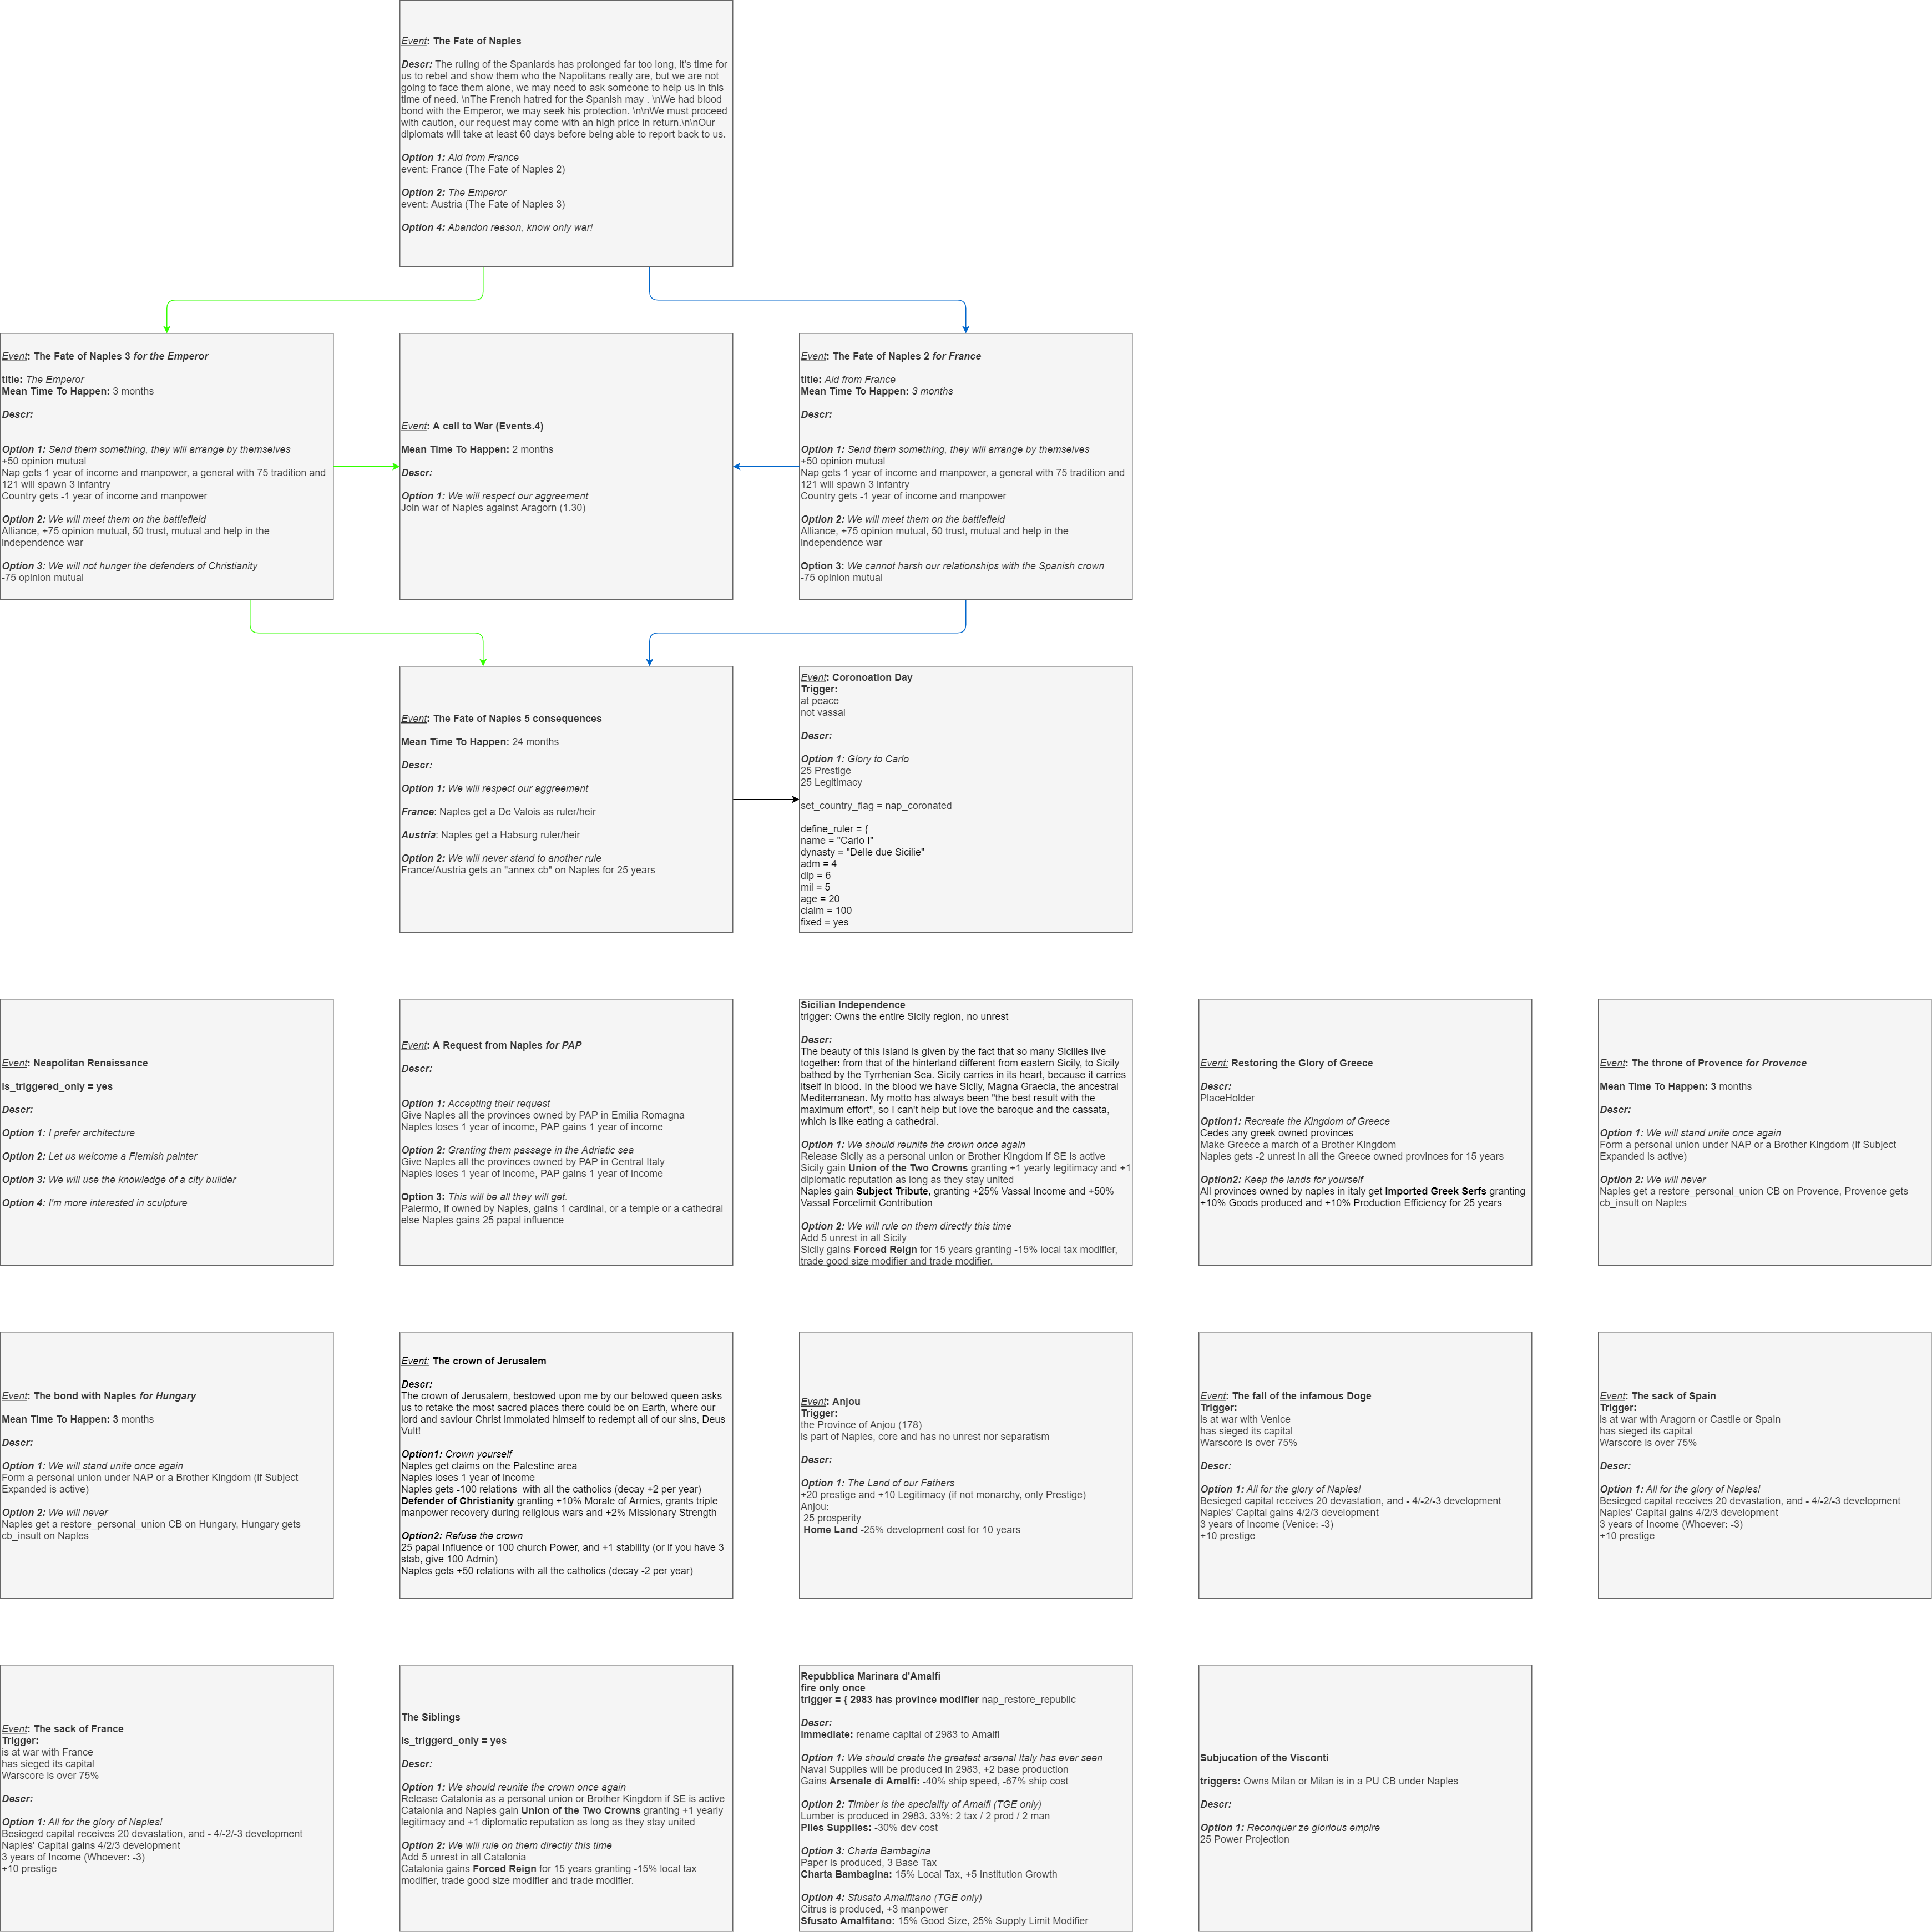 Event: The Fate of Naples
Descr: The ruling of the Spaniards has prolonged far too long, it's time for
us to rebel and show them who the Napolitans really are, but we are not
going to face them alone, we may need to ask someone to help us in this
time of need. \nThe French hatred for the Spanish may . \nWe had blood
bond with the Emperor, we may seek his protection. \n\nWe must proceed
with caution, our request may come with an high price in return.\n\nOur
diplomats will take at least 60 days before being able to report back to us.
Option 1: Aid from France
event: France (The Fate of Naples 2)
Option 2: The Emperor
event: Austria (The Fate of Naples 3)
Option 4: Abandon reason, know only war!
Event: The Fate of Naples 3 for the Emperor
title: The Emperor
Mean Time To Happen: 3 months
Descr:
Option 1: Send them something, they will arrange by themselves
+50 opinion mutual
Nap gets 1 year of income and manpower, a general with 75 tradition and
121 will spawn 3 infantry
Country gets -1 year of income and manpower
Option 2: We will meet them on the battlefield
Alliance, +75 opinion mutual, 50 trust, mutual and help in the
independence war
Option 3: We will not hunger the defenders of Christianity
-75 opinion mutual
Event: A call to War (Events.4)
Mean Time To Happen: 2 months
Descr:
Option 1: We will respect our aggreement
Join war of Naples against Aragorn (1.30)
Event: The Fate of Naples 2 for France
title: Aid from France
Mean Time To Happen: 3 months
Descr:
Option 1: Send them something, they will arrange by themselves
+50 opinion mutual
Nap gets 1 year of income and manpower, a general with 75 tradition and
121 will spawn 3 infantry
Country gets -1 year of income and manpower
Option 2: We will meet them on the battlefield
Alliance, +75 opinion mutual, 50 trust, mutual and help in the
independence war
Option 3: We cannot harsh our relationships with the Spanish crown
-75 opinion mutual
Event: The Fate of Naples 5 consequences
Mean Time To Happen: 24 months
Descr:
Option 1: We will respect our aggreement
France: Naples get a De Valois as ruler/heir
Austria: Naples get a Habsurg ruler/heir
Option 2: We will never stand to another rule
France/Austria gets an "annex cb" on Naples for 25 years
Event: Coronoation Day
Trigger:
at peace
not vassal
Descr:
Option 1: Glory to Carlo
25 Prestige
25 Legitimacy
set_country_flag = nap_coronated
define_ruler = {
name = "Carlo I"
dynasty = "Delle due Sicilie"
adm = 4
dip = 6
mil = 5
age = 20
claim = 100
fixed = yes
Event: Neapolitan Renaissance
is_triggered_only = yes
Descr:
Option 1: I prefer architecture
Option 2: Let us welcome a Flemish painter
Option 3: We will use the knowledge of a city builder
Option 4: I'm more interested in sculpture
Event: A Request from Naples for PAP
Descr:
Option 1: Accepting their request
Give Naples all the provinces owned by PAP in Emilia Romagna
Naples loses 1 year of income, PAP gains 1 year of income
Option 2: Granting them passage in the Adriatic sea
Give Naples all the provinces owned by PAP in Central Italy
Naples loses 1 year of income, PAP gains 1 year of income
Option 3: This will be all they will get.
Palermo, if owned by Naples, gains 1 cardinal, or a temple or a cathedral
else Naples gains 25 papal influence
Sicilian Independence
trigger: Owns the entire Sicily region, no unrest
Descr:
The beauty of this island is given by the fact that so many Sicilies live
together: from that of the hinterland different from eastern Sicily, to Sicily
bathed by the Tyrrhenian Sea. Sicily carries in its heart, because it carries
itself in blood. In the blood we have Sicily, Magna Graecia, the ancestral
Mediterranean. My motto has always been "the best result with the
maximum effort", so I can't help but love the baroque and the cassata,
which is like eating a cathedral.
Option 1: We should reunite the crown once again
Release Sicily as a personal union or Brother Kingdom if SE is active
Sicily gain Union of the Two Crowns granting +1 yearly legitimacy and +1
diplomatic reputation as long as they stay united
Naples gain Subject Tribute, granting +25% Vassal Income and +50%
Vassal Forcelimit Contribution
Option 2: We will rule on them directly this time
Add 5 unrest in all Sicily
Sicily gains Forced Reign for 15 years granting -15% local tax modifier,
trade good size modifier and trade modifier.
Event: Restoring the Glory of Greece
Descr:
PlaceHolder
Option1: Recreate the Kingdom of Greece
Cedes any greek owned provinces
Make Greece a march of a Brother Kingdom
Naples gets -2 unrest in all the Greece owned provinces for 15 years
Option2: Keep the lands for yourself
All provinces owned by naples in italy get Imported Greek Serfs granting
+10% Goods produced and +10% Production Efficiency for 25 years
Event: The throne of Provence for Provence
Mean Time To Happen: 3 months
Descr:
Option 1: We will stand unite once again
Form a personal union under NAP or a Brother Kingdom (if Subject
Expanded is active)
Option 2: We will never
Naples get a restore_personal_union CB on Provence, Provence gets
cb_insult on Naples
Event: The bond with Naples for Hungary
Mean Time To Happen: 3 months
Descr:
Option 1: We will stand unite once again
Form a personal union under NAP or a Brother Kingdom (if Subject
Expanded is active)
Option 2: We will never
Naples get a restore_personal_union CB on Hungary, Hungary gets
cb_insult on Naples
Event: The crown of Jerusalem
Descr:
The crown of Jerusalem, bestowed upon me by our belowed queen asks
us to retake the most sacred places there could be on Earth, where our
lord and saviour Christ immolated himself to redempt all of our sins, Deus
Vult!
Option1: Crown yourself
Naples get claims on the Palestine area
Naples loses 1 year of income
Naples gets -100 relations  with all the catholics (decay +2 per year)
Defender of Christianity granting +10% Morale of Armies, grants triple
manpower recovery during religious wars and +2% Missionary Strength
Option2: Refuse the crown
25 papal Influence or 100 church Power, and +1 stability (or if you have 3
stab, give 100 Admin)
Naples gets +50 relations with all the catholics (decay -2 per year)
Event: Anjou
Trigger:
the Province of Anjou (178)
is part of Naples, core and has no unrest nor separatism
Descr:
Option 1: The Land of our Fathers
+20 prestige and +10 Legitimacy (if not monarchy, only Prestige)
Anjou:
25 prosperity
Home Land -25% development cost for 10 years
Event: The fall of the infamous Doge
Trigger:
is at war with Venice
has sieged its capital
Warscore is over 75%
Descr:
Option 1: All for the glory of Naples!
Besieged capital receives 20 devastation, and - 4/-2/-3 development
Naples' Capital gains 4/2/3 development
3 years of Income (Venice: -3)
+10 prestige
Event: The sack of Spain
Trigger:
is at war with Aragorn or Castile or Spain
has sieged its capital
Warscore is over 75%
Descr:
Option 1: All for the glory of Naples!
Besieged capital receives 20 devastation, and - 4/-2/-3 development
Naples' Capital gains 4/2/3 development
3 years of Income (Whoever: -3)
+10 prestige
Event: The sack of France
Trigger:
is at war with France
has sieged its capital
Warscore is over 75%
Descr:
Option 1: All for the glory of Naples!
Besieged capital receives 20 devastation, and - 4/-2/-3 development
Naples' Capital gains 4/2/3 development
3 years of Income (Whoever: -3)
+10 prestige
The Siblings
is_triggerd_only = yes
Descr:
Option 1: We should reunite the crown once again
Release Catalonia as a personal union or Brother Kingdom if SE is active
Catalonia and Naples gain Union of the Two Crowns granting +1 yearly
legitimacy and +1 diplomatic reputation as long as they stay united
Option 2: We will rule on them directly this time
Add 5 unrest in all Catalonia
Catalonia gains Forced Reign for 15 years granting -15% local tax
modifier, trade good size modifier and trade modifier.
Repubblica Marinara d'Amalfi
fire only once
trigger = { 2983 has province modifier nap_restore_republic
Descr:
immediate: rename capital of 2983 to Amalfi
Option 1: We should create the greatest arsenal Italy has ever seen
Naval Supplies will be produced in 2983, +2 base production
Gains Arsenale di Amalfi: -40% ship speed, -67% ship cost
Option 2: Timber is the speciality of Amalfi (TGE only)
Lumber is produced in 2983. 33%: 2 tax / 2 prod / 2 man
Piles Supplies: -30% dev cost
Option 3: Charta Bambagina
Paper is produced, 3 Base Tax
Charta Bambagina: 15% Local Tax, +5 Institution Growth
Option 4: Sfusato Amalfitano (TGE only)
Citrus is produced, +3 manpower
Sfusato Amalfitano: 15% Good Size, 25% Supply Limit Modifier
Subjucation of the Visconti
triggers: Owns Milan or Milan is in a PU CB under Naples
Descr:
Option 1: Reconquer ze glorious empire
25 Power Projection